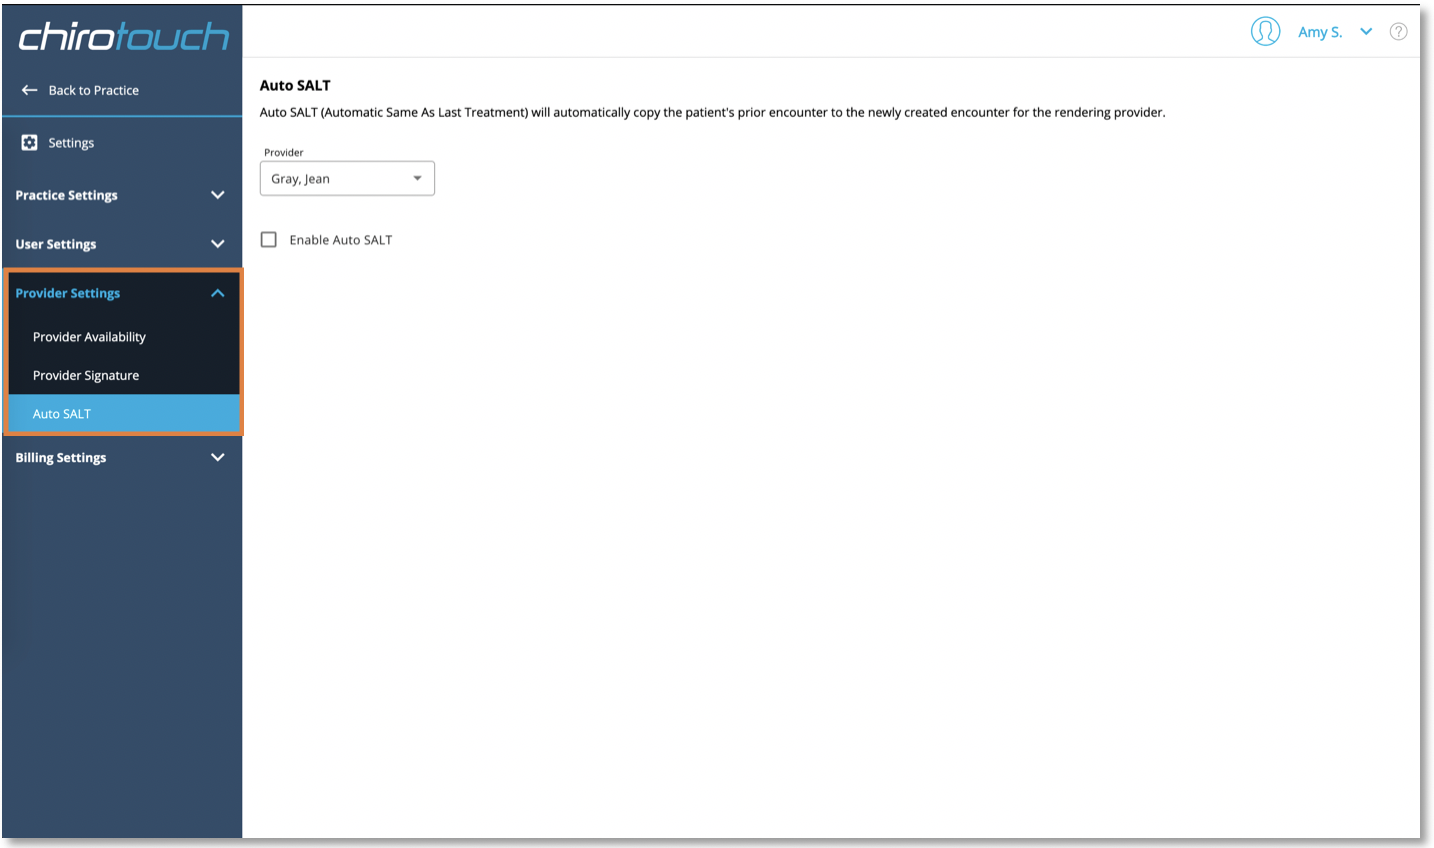 chirotouch
Back to Practice
Settings
Practice Settings
User Settings
Provider Settings
Provider Availability
Provider Signature
Auto SALT
Billing Settings
Amy S.
?
Auto SALT
Auto SALT (Automatic Same As Last Treatment) will automatically copy the patient's prior encounter to the newly created encounter for the rendering provider.
Provider
Gray, Jean
Enable Auto SALT